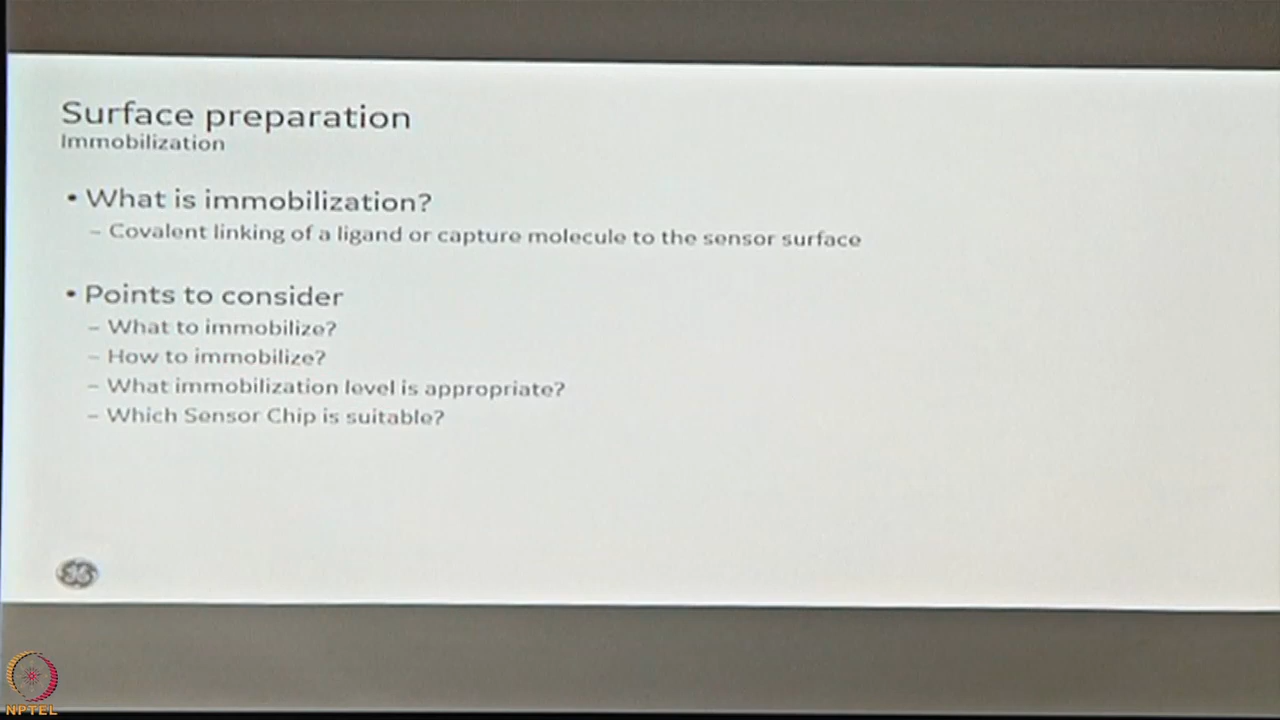 Surface preparation
Immobilization
• What is immobilization?
– Covalent linking of a ligand or capture molecule to the sensor surface
• Points to consider
– What to immobilize?
– How to immobilize?
– What immobilization level is appropriate?
– Which Sensor Chip is suitable?
NPTEL